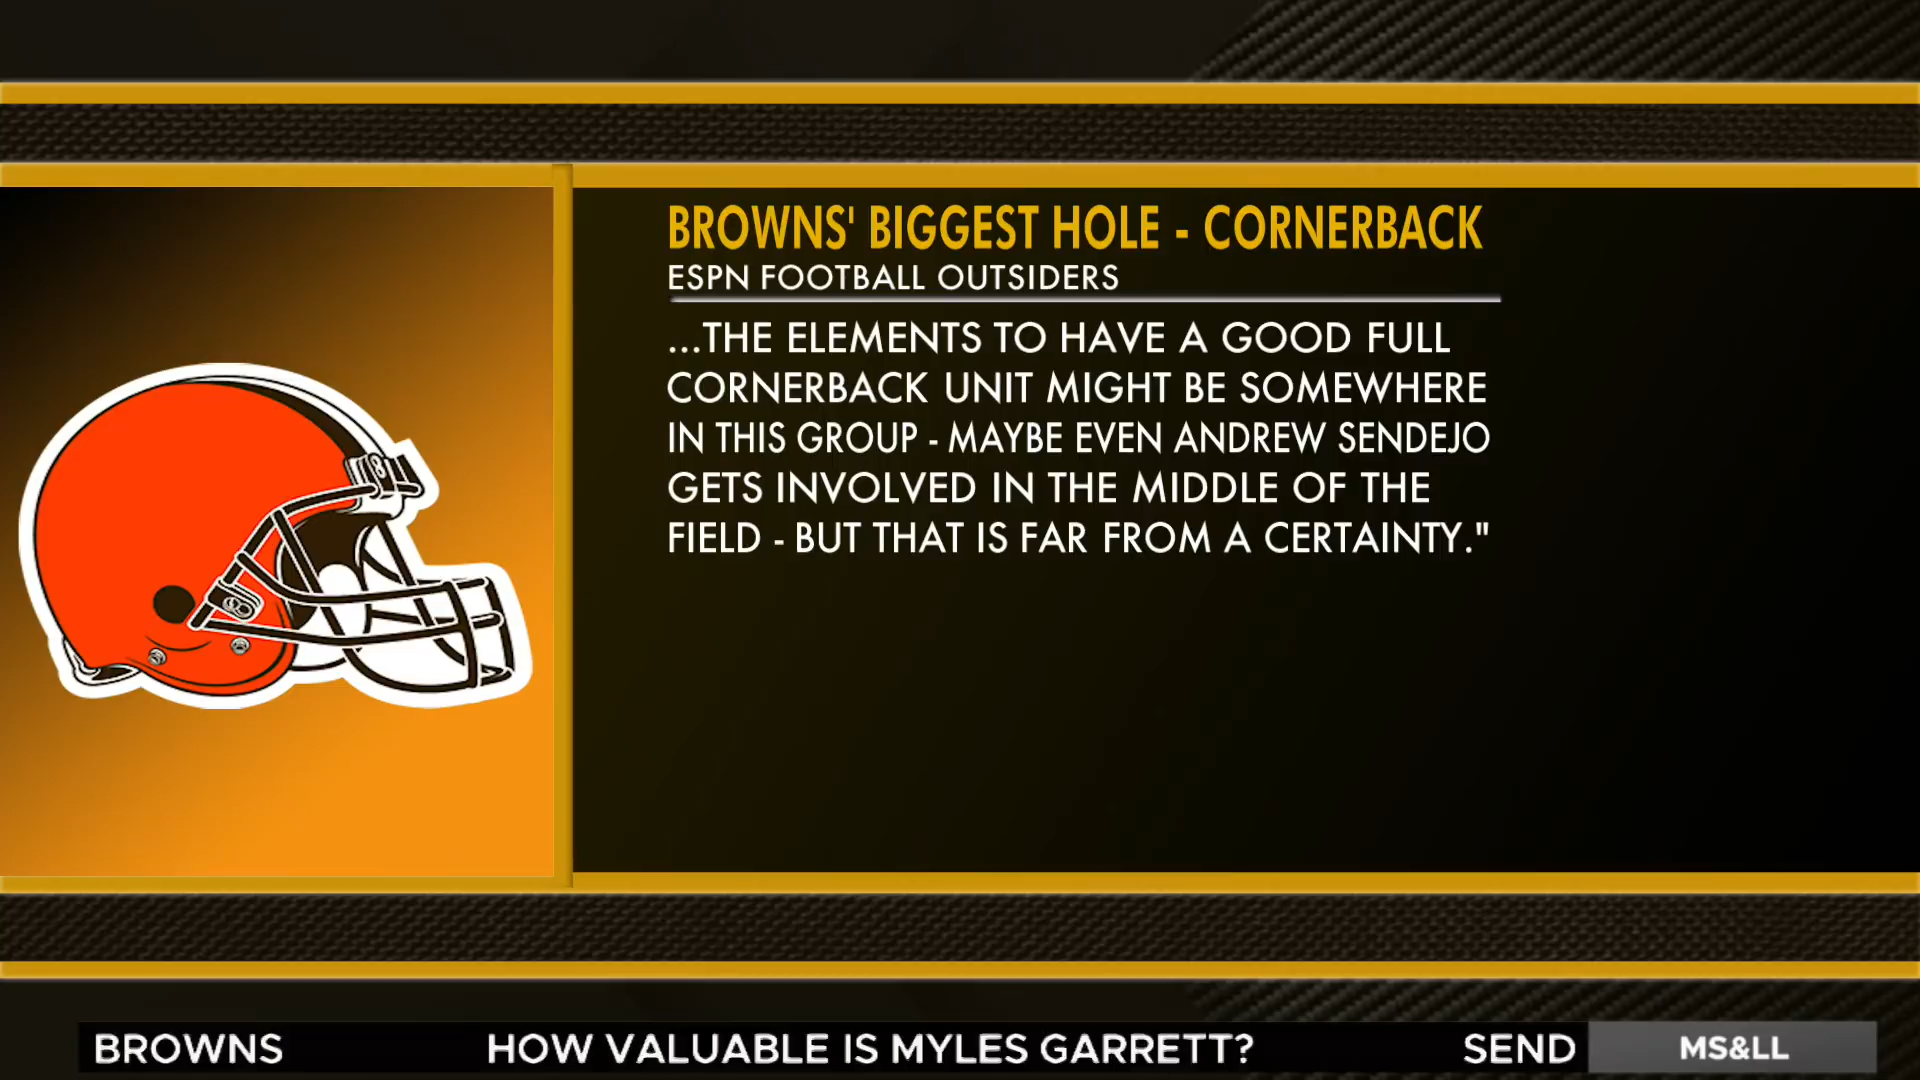 BROWNS' BIGGEST HOLE - CORNERBACK
ESPN FOOTBALL OUTSIDERS
...THE ELEMENTS TO HAVE A GOOD FULL
CORNERBACK UNIT MIGHT BE SOMEWHERE
IN THIS GROUP - MAYBE EVEN ANDREW SENDEJO
GETS INVOLVED IN THE MIDDLE OF THE
FIELD - BUT THAT IS FAR FROM A CERTAINTY."
BROWNS HOW VALUABLE IS MYLES GARRETT? SEND MS&LL